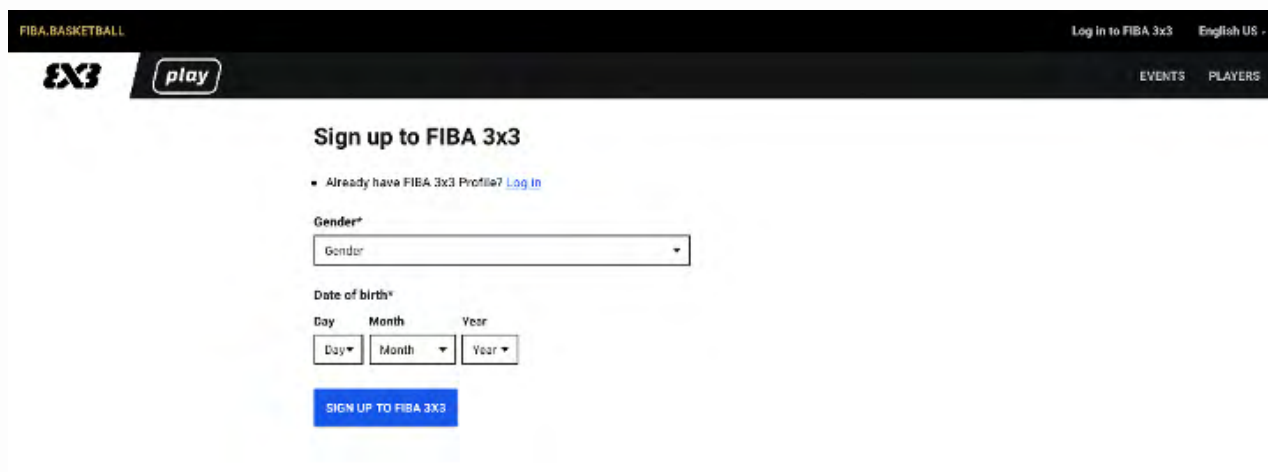 FIBA.BASKETBALL Log in to FIBA 3x3 English US
3X3 play EVENTS PLAYERS
Sign up to FIBA 3x3
Already have FIBA 3x3 Profile? Log in
Gender*
Gender
Date of birth*
Day Month Year
Day Month Year
SIGN UP TO FIBA 3X3